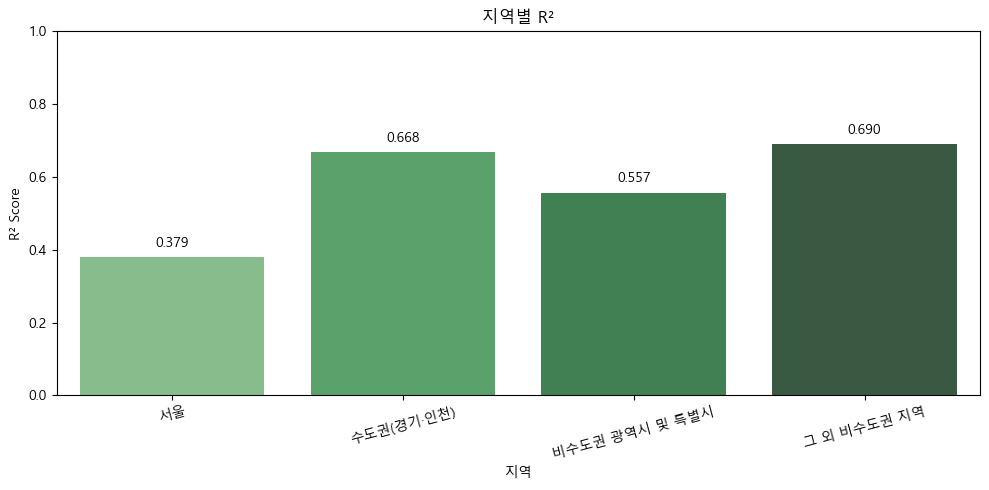 지역별 R²
1.0
0.8
0.6
0.4
0.2
0.0
R² Score
0.379
0.668
0.557
0.690
서울
수도권(경기·인천)
비수도권 광역시 및 특별시
그 외 비수도권 지역
지역